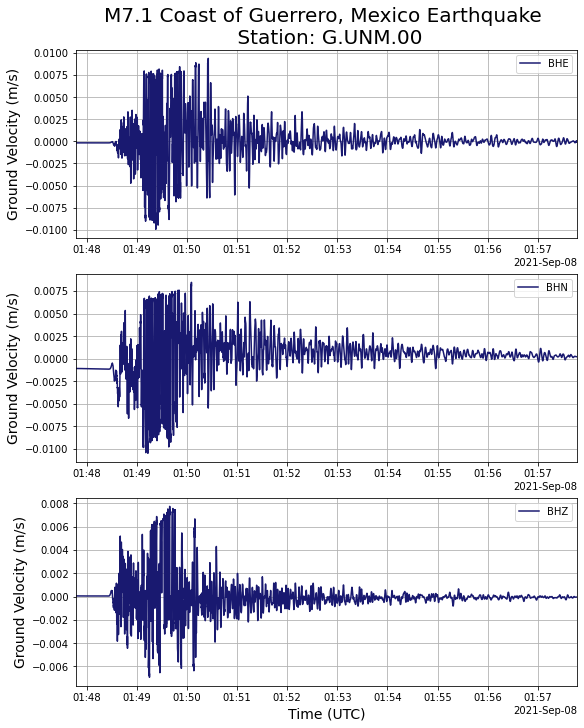 M7.1 Coast of Guerrero, Mexico Earthquake
Station: G.UNM.00
Ground Velocity (m/s)
0.0100
0.0075
0.0050
0.0025
0.0000
−0.0025
−0.0050
−0.0075
−0.0100
BHE
01:48 01:49 01:50 01:51 01:52 01:53 01:54 01:55 01:56 01:57
2021-Sep-08
Ground Velocity (m/s)
0.0075
0.0050
0.0025
0.0000
−0.0025
−0.0050
−0.0075
−0.0100
BHN
01:48 01:49 01:50 01:51 01:52 01:53 01:54 01:55 01:56 01:57
2021-Sep-08
Ground Velocity (m/s)
0.008
0.006
0.004
0.002
0.000
−0.002
−0.004
−0.006
BHZ
01:48 01:49 01:50 01:51 01:52 01:53 01:54 01:55 01:56 01:57
2021-Sep-08
Time (UTC)